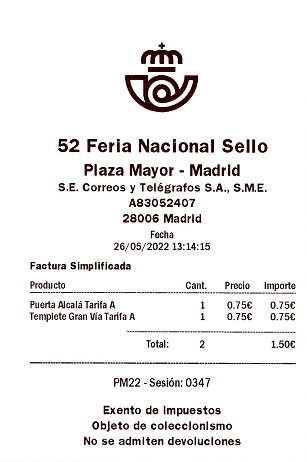 52 Feria Nacional Sello
Plaza Mayor - Madrid
S.E. Correos y Telégrafos S.A., S.M.E.
A83052407
28006 Madrid
Fecha
26/05/2022 13:14:15
Factura Simplificada
Producto Cant. Precio Importe
Puerta Alcalá Tarifa A 1 0.75€ 0.75€
Templete Gran Vía Tarifa A 1 0.75€ 0.75€
Total: 2 1.50€
PM22 - Sesión: 0347
Exento de impuestos
Objeto de coleccionismo
No se admiten devoluciones